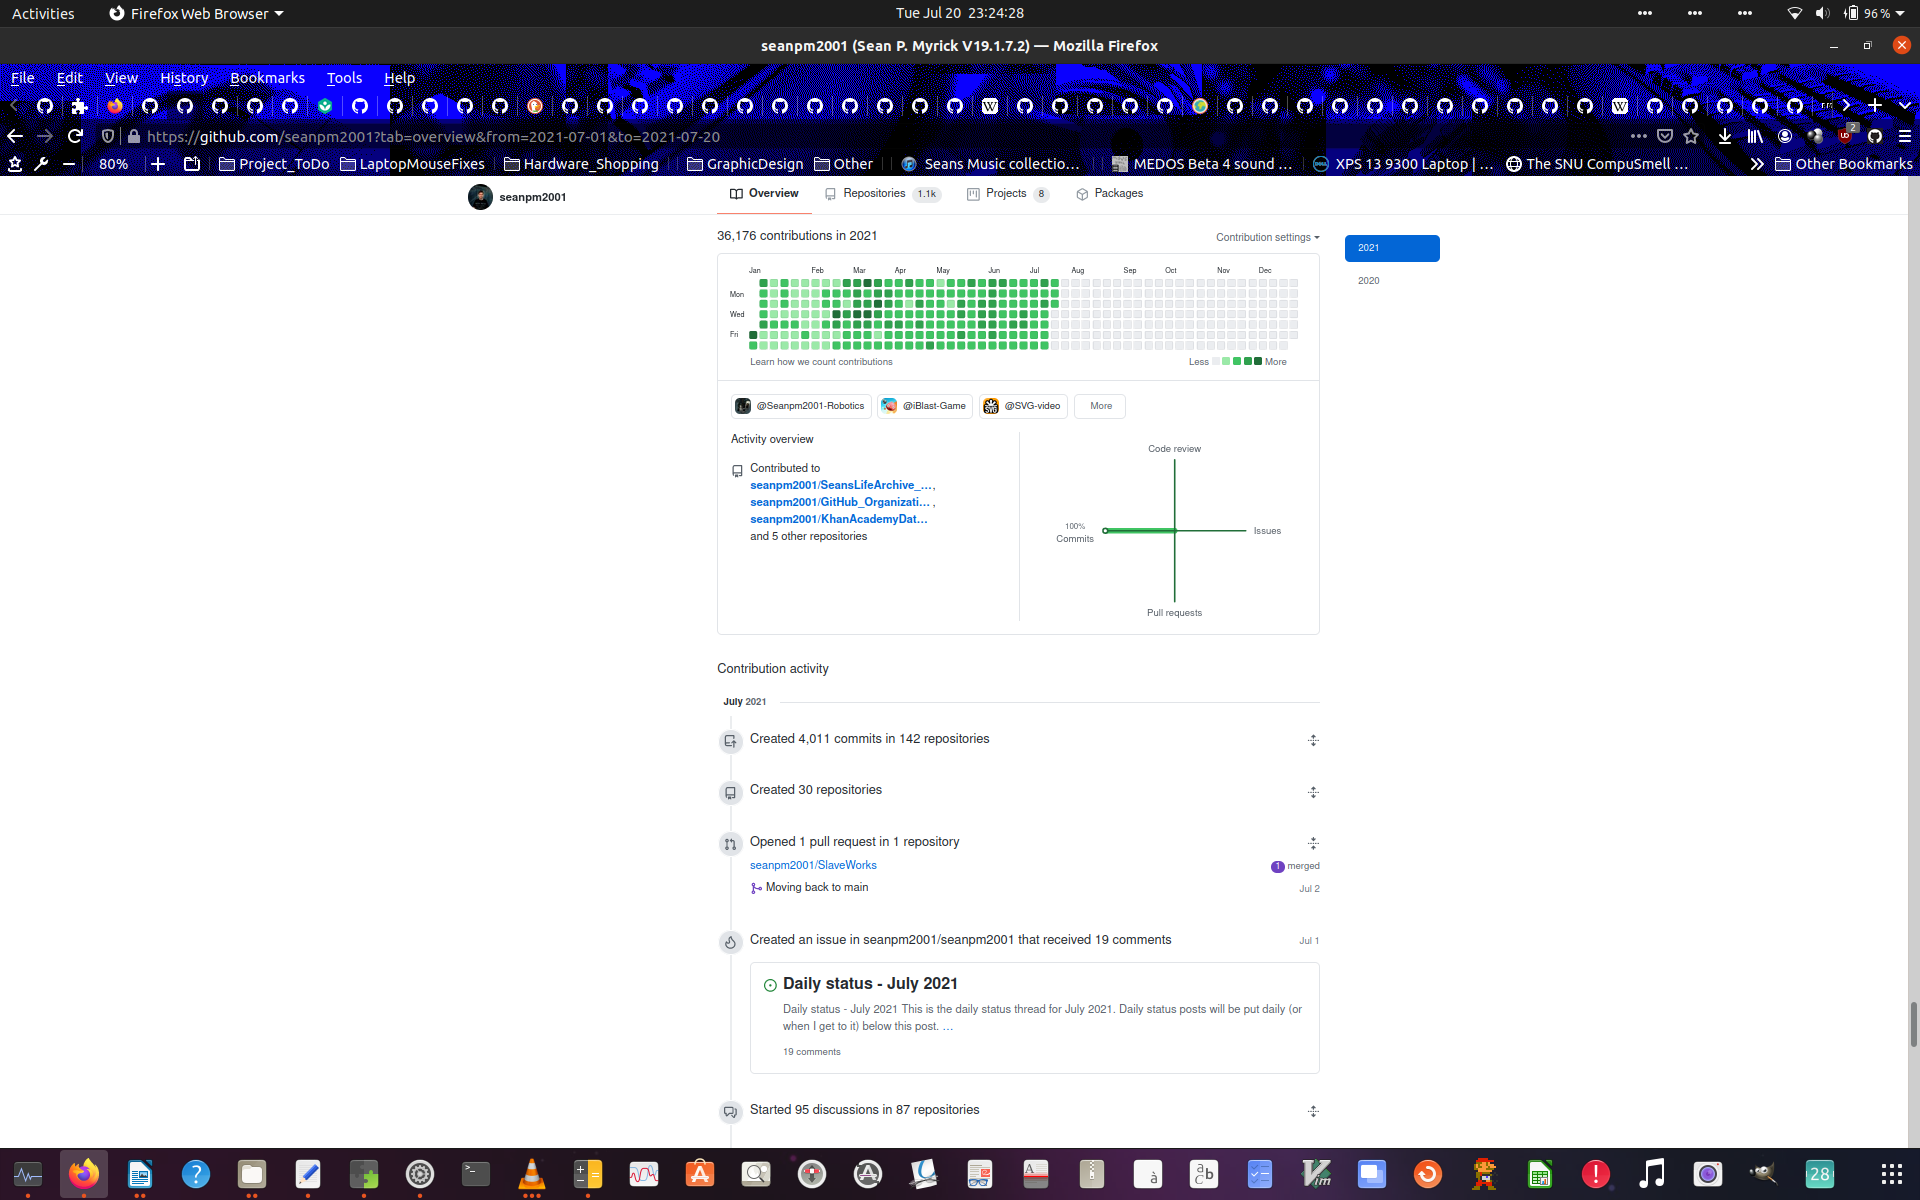 Activities
Firefox Web Browser
Tue Jul 20 23:24:28
96 %
seanpm2001 (Sean P. Myrick V19.1.7.2) — Mozilla Firefox
File Edit View History Bookmarks Tools Help
https://github.com/seanpm2001?tab=overview&from=2021-07-01&to=2021-07-20
2
80%
Project_ToDo
LaptopMouseFixes
Hardware_Shopping
GraphicDesign
Other
Seans Music collectio…
MEDOS Beta 4 sound …
XPS 13 9300 Laptop | …
The SNU CompuSmell …
Other Bookmarks
seanpm2001
Overview
Repositories 1.1k
Projects 8
Packages
36,176 contributions in 2021
Contribution settings
2021
2020
Jan Feb Mar Apr May Jun Jul Aug Sep Oct Nov Dec
Mon
Wed
Fri
Learn how we count contributions
Less
More
@Seanpm2001-Robotics
@iBlast-Game
@SVG-video
More
Activity overview
Contributed to
seanpm2001/SeansLifeArchive_…,
seanpm2001/GitHub_Organizati… ,
seanpm2001/KhanAcademyDat…
and 5 other repositories
Code review
100%
Commits
Issues
Pull requests
Contribution activity
July 2021
Created 4,011 commits in 142 repositories
Created 30 repositories
Opened 1 pull request in 1 repository
seanpm2001/SlaveWorks
1 merged
Moving back to main
Jul 2
Created an issue in seanpm2001/seanpm2001 that received 19 comments
Jul 1
Daily status - July 2021
Daily status - July 2021 This is the daily status thread for July 2021. Daily status posts will be put daily (or
when I get to it) below this post. …
19 comments
Started 95 discussions in 87 repositories
28